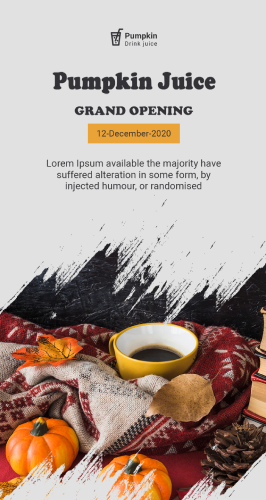 Pumpkin
Drink juice
Pumpkin Juice
GRAND OPENING
12-December-2020
Lorem Ipsum available the majority have
suffered alteration in some form, by
injected humour, or randomised